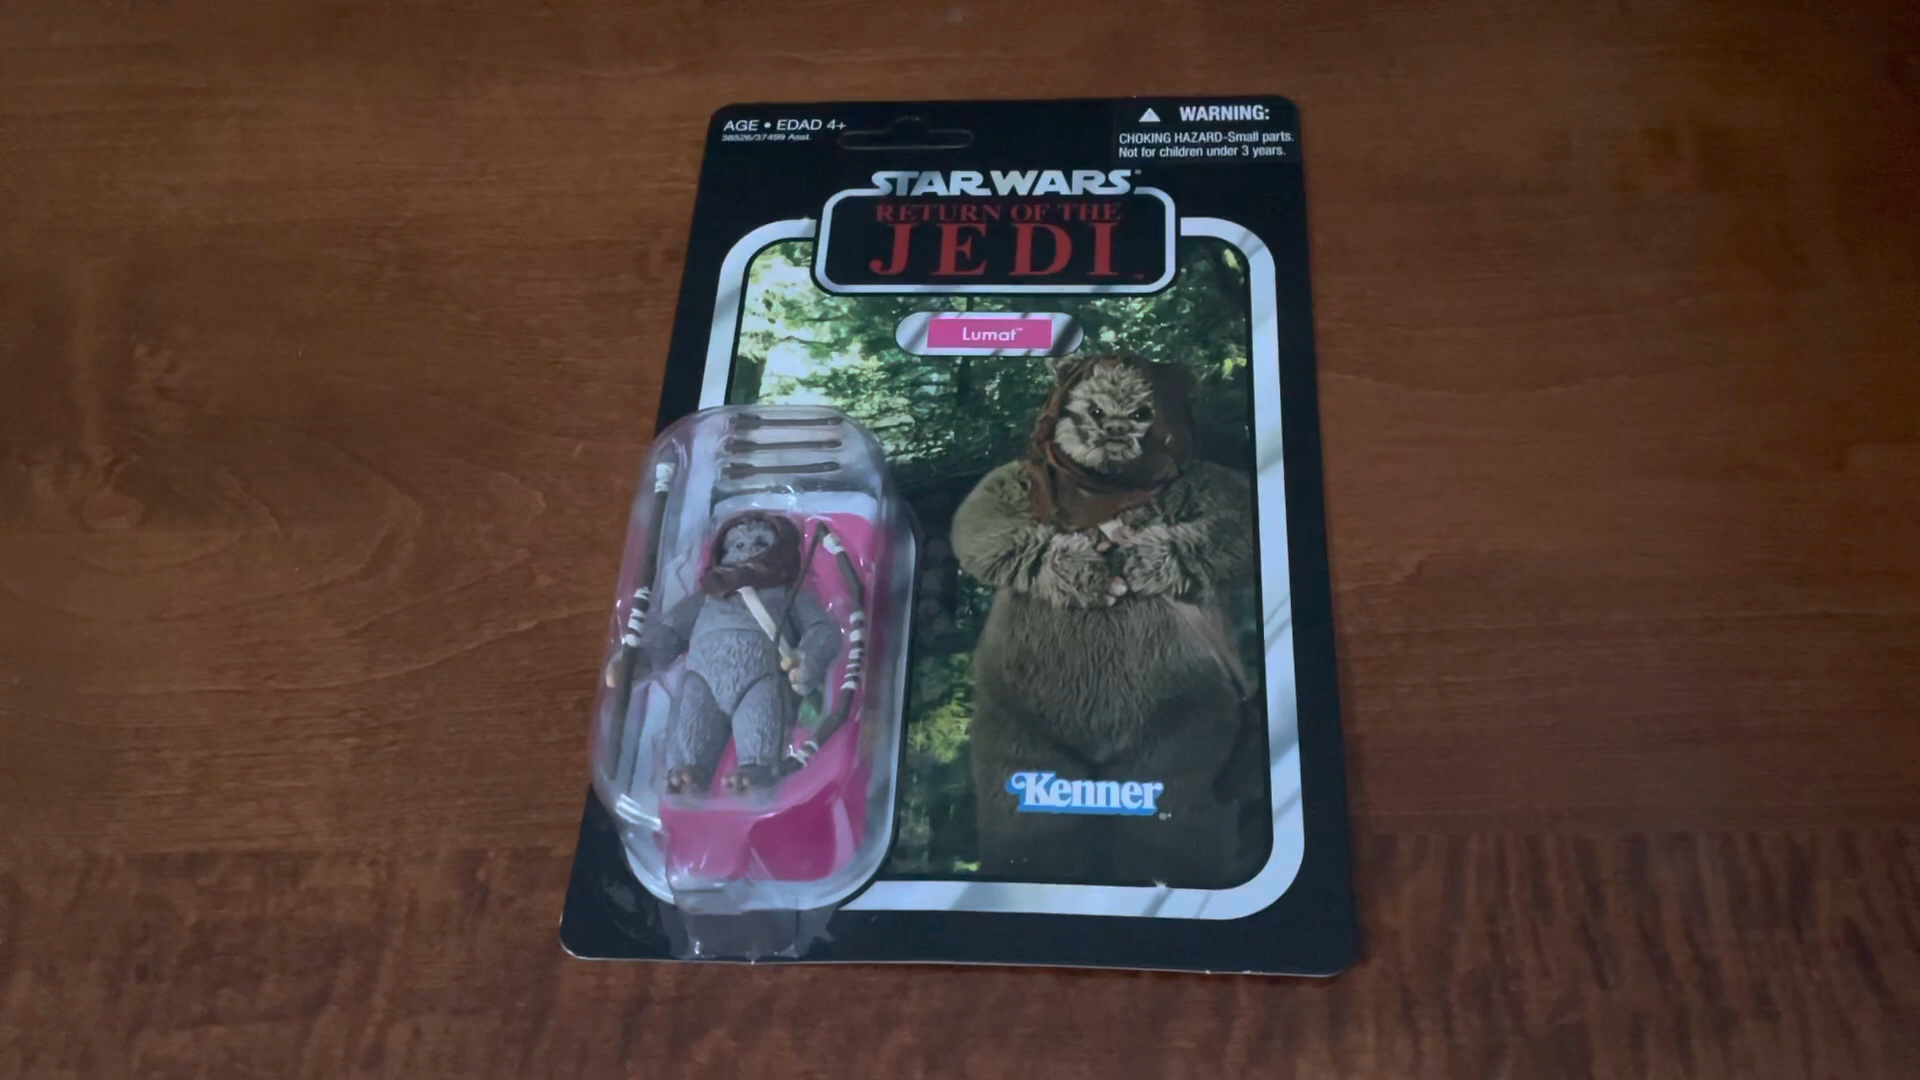 AGE • EDAD 4+
38526/37499 Asst.
WARNING:
CHOKING HAZARD-Small parts.
Not for children under 3 years.
STAR WARS
RETURN OF THE
JEDI
Lumat™
Kenner